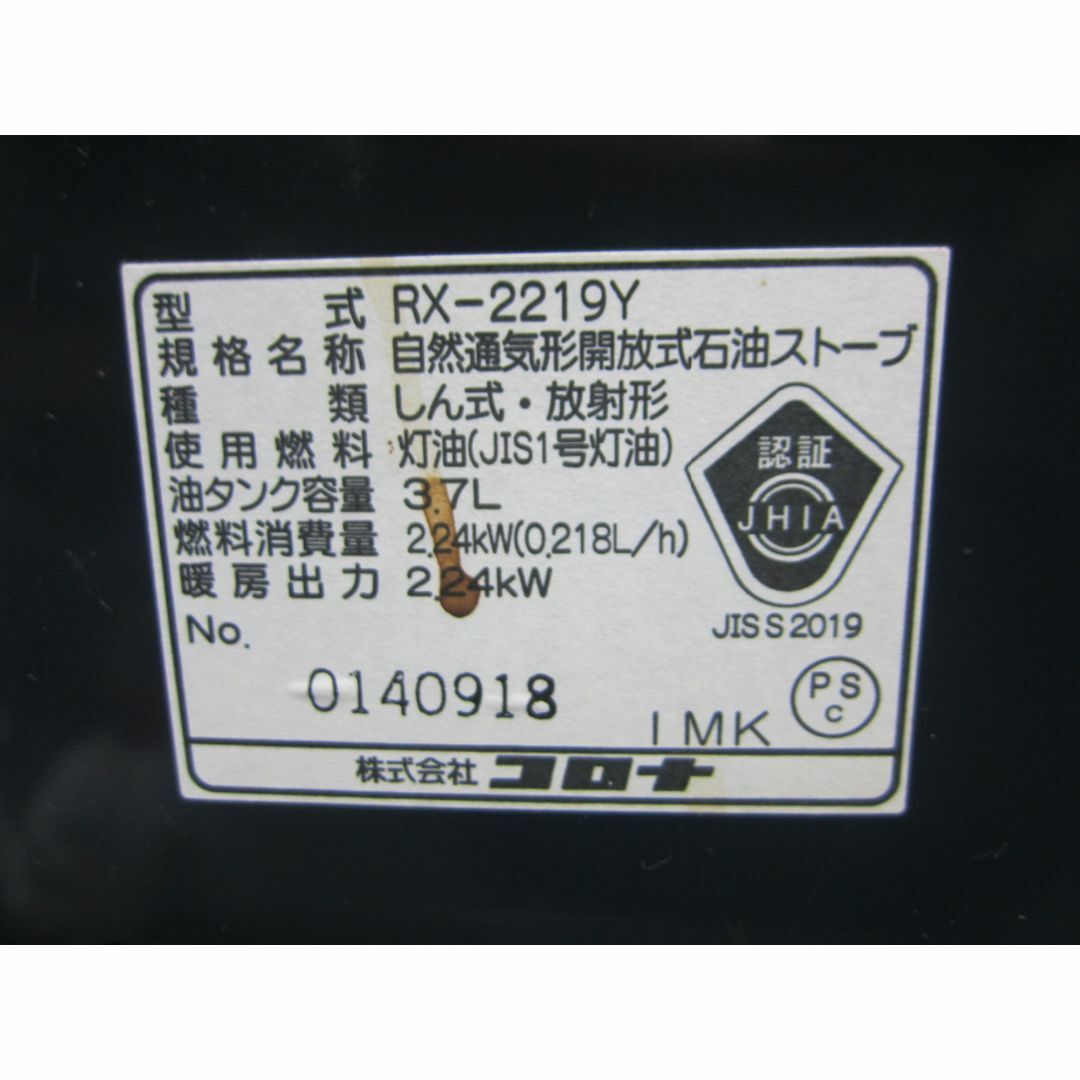 型式 RX-2219Y
規格名称 自然通気形開放式石油ストーブ
種類 しん式・放射形
使用燃料 灯油(JIS1号灯油)
油タンク容量 3.7L
燃料消費量 2.24kW(0.218L/h)
暖房出力 2.24kW
No.
0140918
認証
JHIA
JIS S 2019
IMK
PS
C
株式会社 コロナ